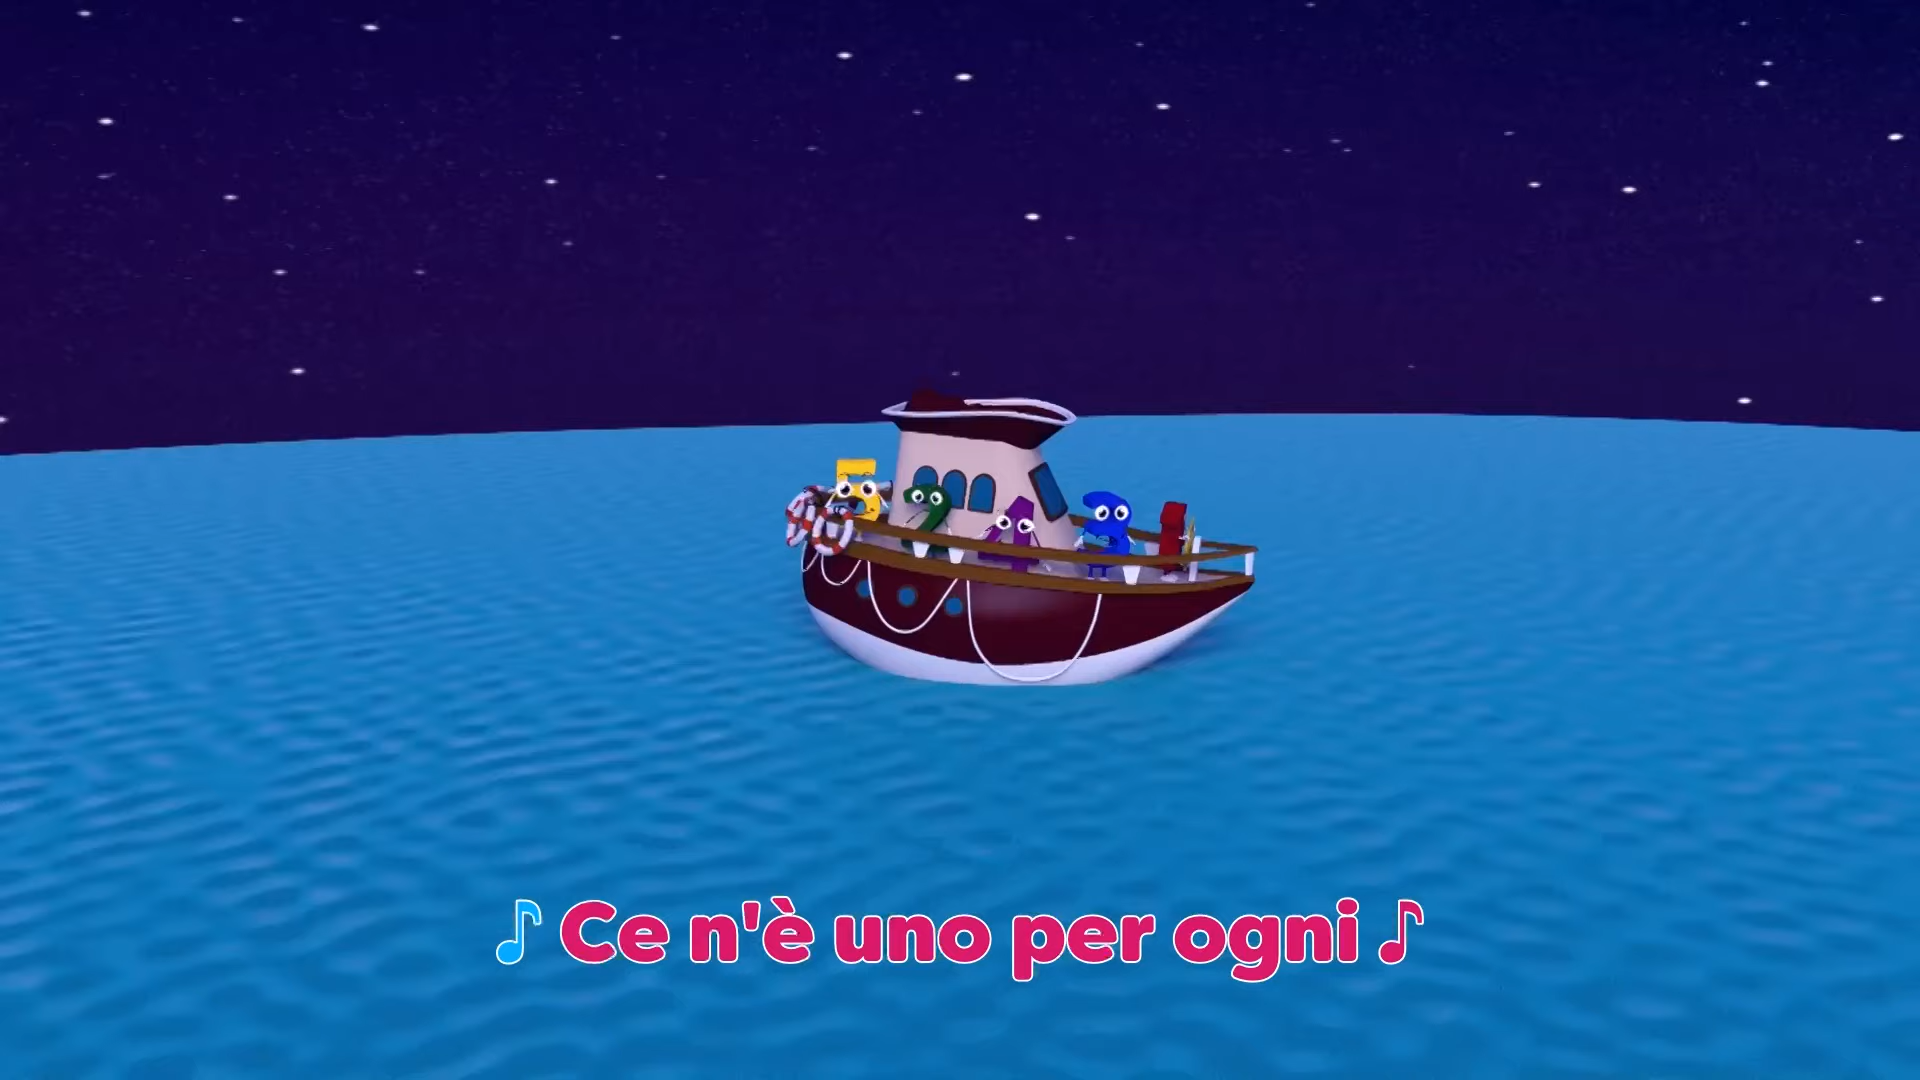 ♪ Ce n'è uno per ogni ♪